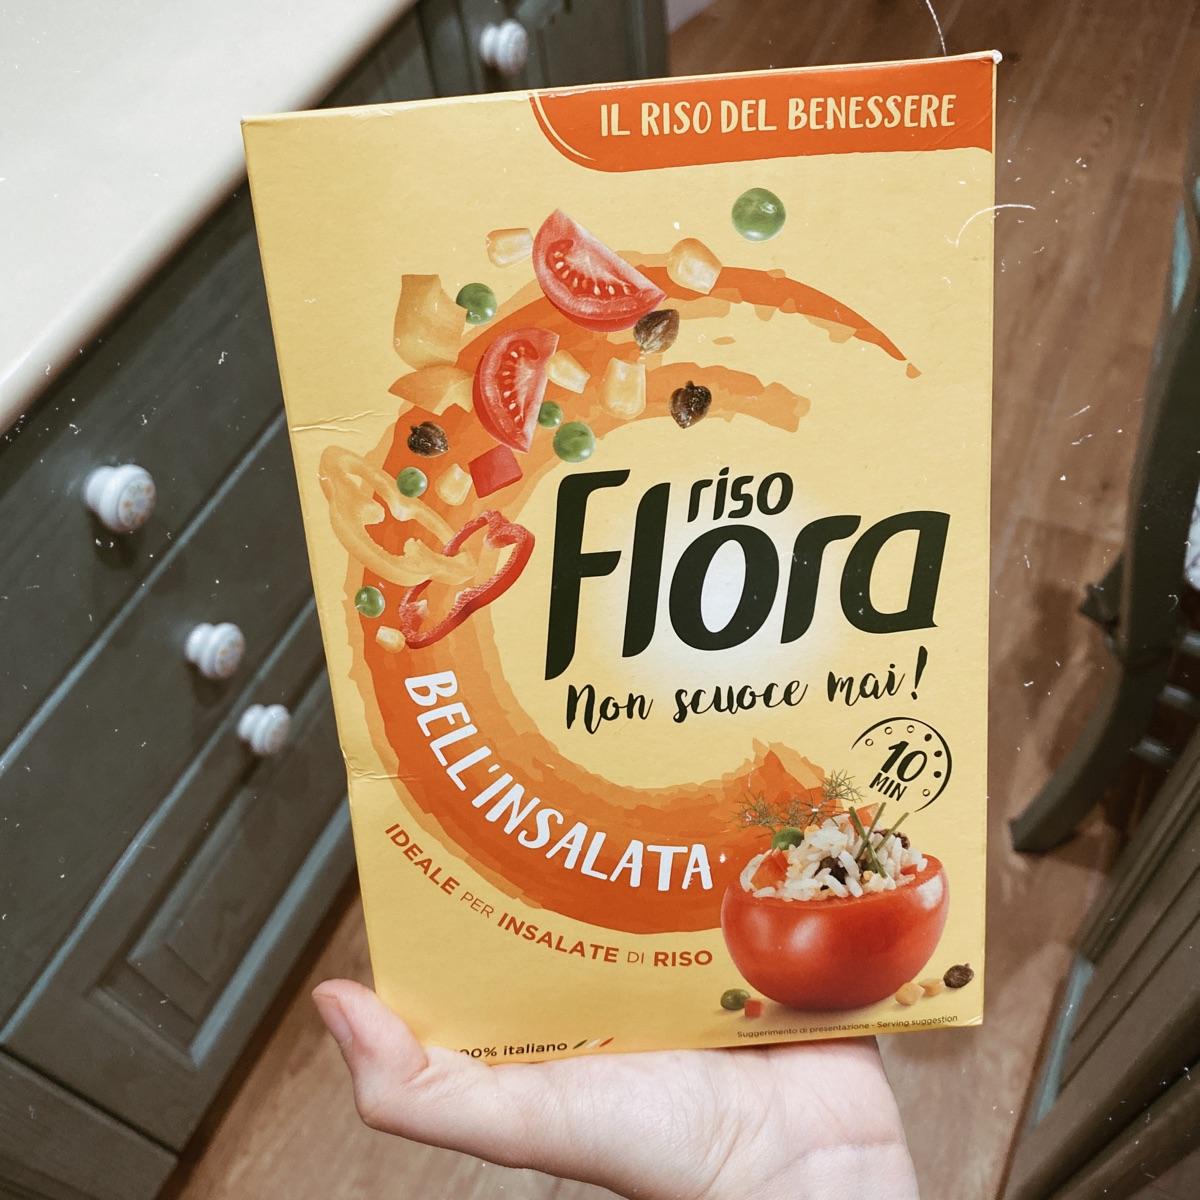 IL RISO DEL BENESSERE
riso
Flora
Non scuoce mai!
10
MIN
BELL'INSALATA
IDEALE PER INSALATE DI RISO
Suggerimento di presentazione - Serving suggestion
00% italiano